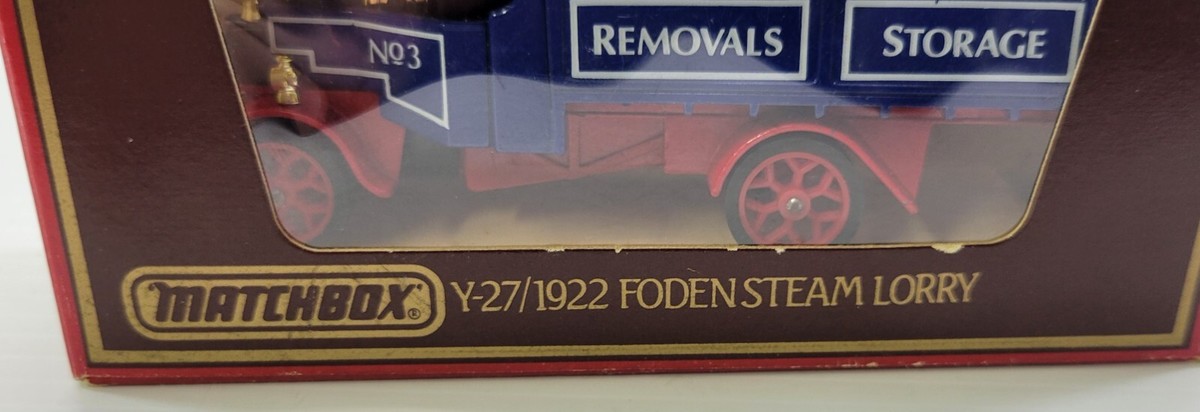 REMOVALS STORAGE
Nº3
MATCHBOX® Y-27/1922 FODEN STEAM LORRY